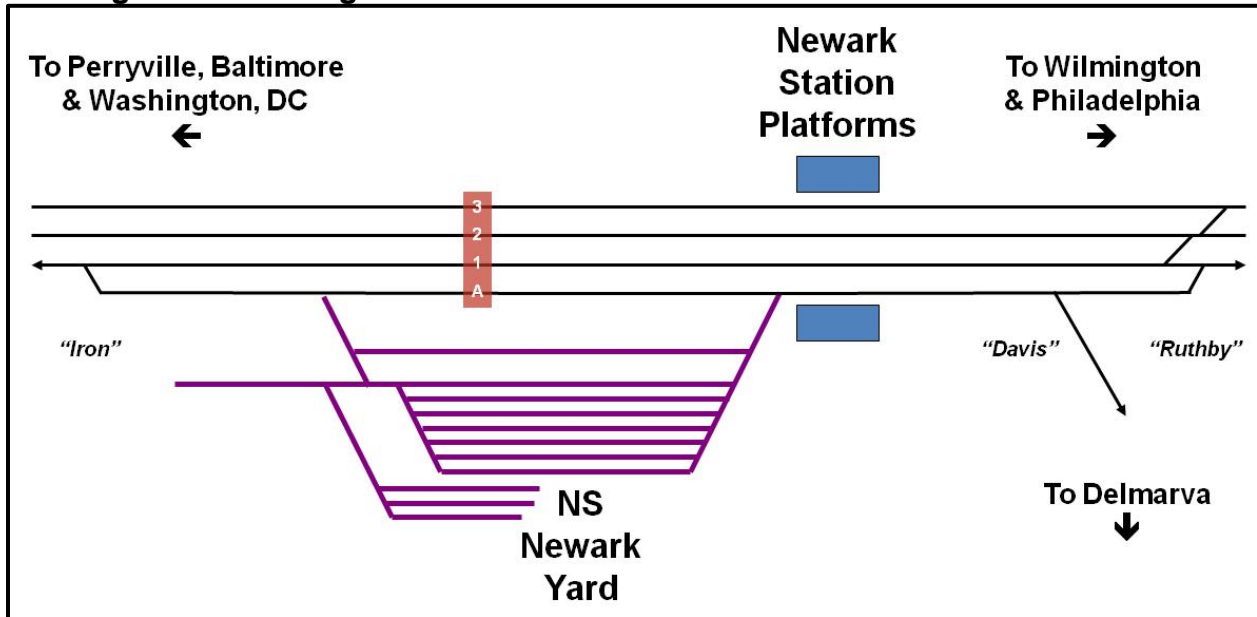 To Perryville, Baltimore
& Washington, DC
Newark
Station
Platforms
To Wilmington
& Philadelphia
3
2
1
A
"Iron"
"Davis"
"Ruthby"
NS
Newark
Yard
To Delmarva